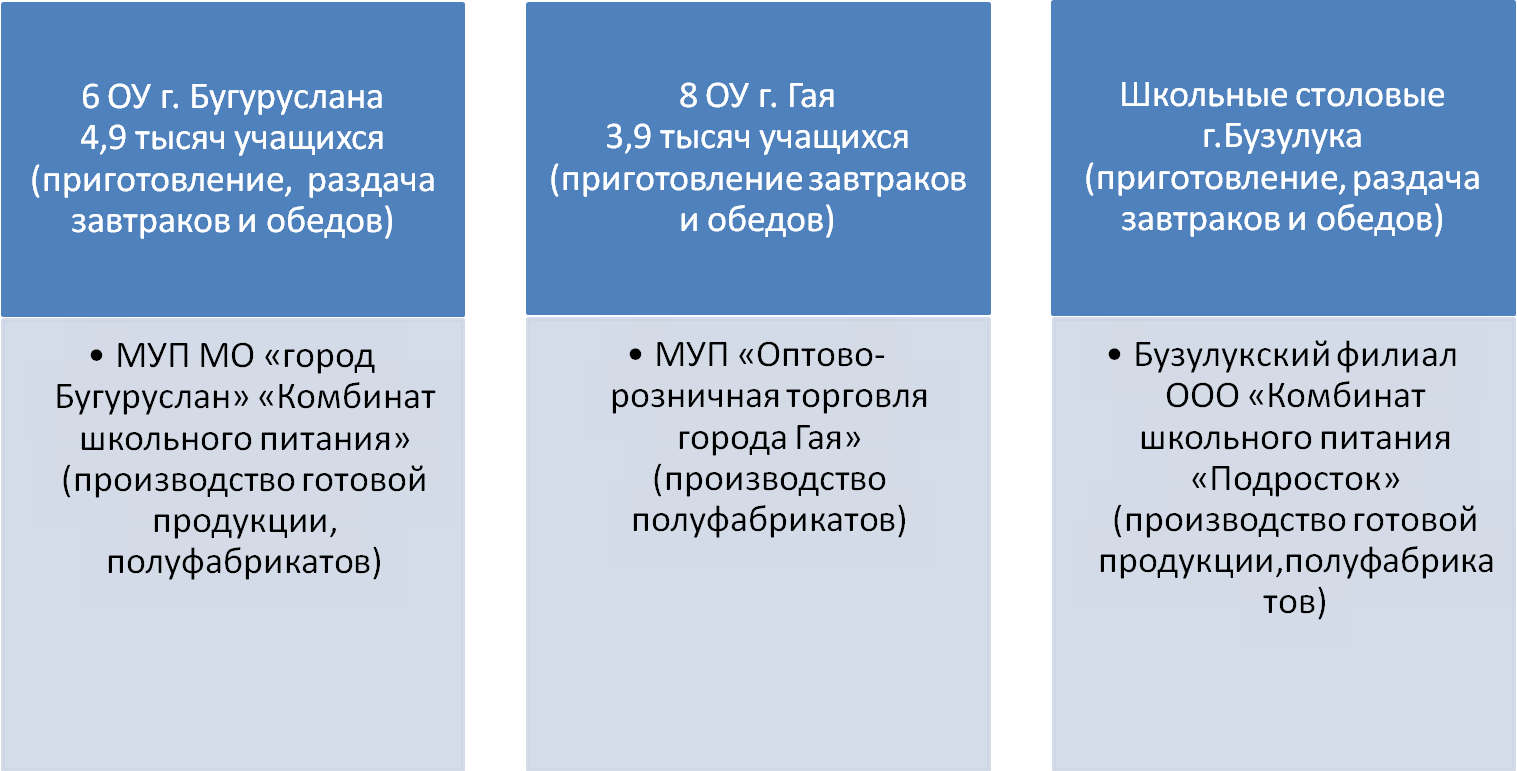 6 ОУ г. Бугуруслана
4,9 тысяч учащихся
(приготовление, раздача
завтраков и обедов)
• МУП МО «город
Бугуруслан» «Комбинат
школьного питания»
(производство готовой
продукции,
полуфабрикатов)
8 ОУ г. Гая
3,9 тысяч учащихся
(приготовление завтраков
и обедов)
• МУП «Оптово-
розничная торговля
города Гая»
(производство
полуфабрикатов)
Школьные столовые
г.Бузулука
(приготовление, раздача
завтраков и обедов)
• Бузулукский филиал
ООО «Комбинат
школьного питания
«Подросток»
(производство готовой
продукции,полуфабрика
тов)